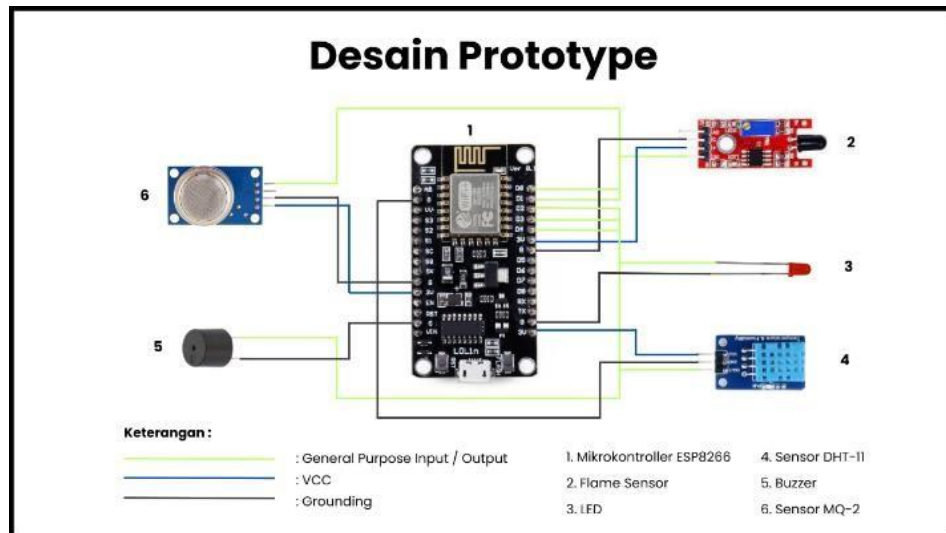 Desain Prototype
1
2
6
3
5
4
LoLin
Keterangan :
: General Purpose Input / Output
: VCC
: Grounding
1. Mikrokontroller ESP8266
2. Flame Sensor
3. LED
4. Sensor DHT-11
5. Buzzer
6. Sensor MQ-2